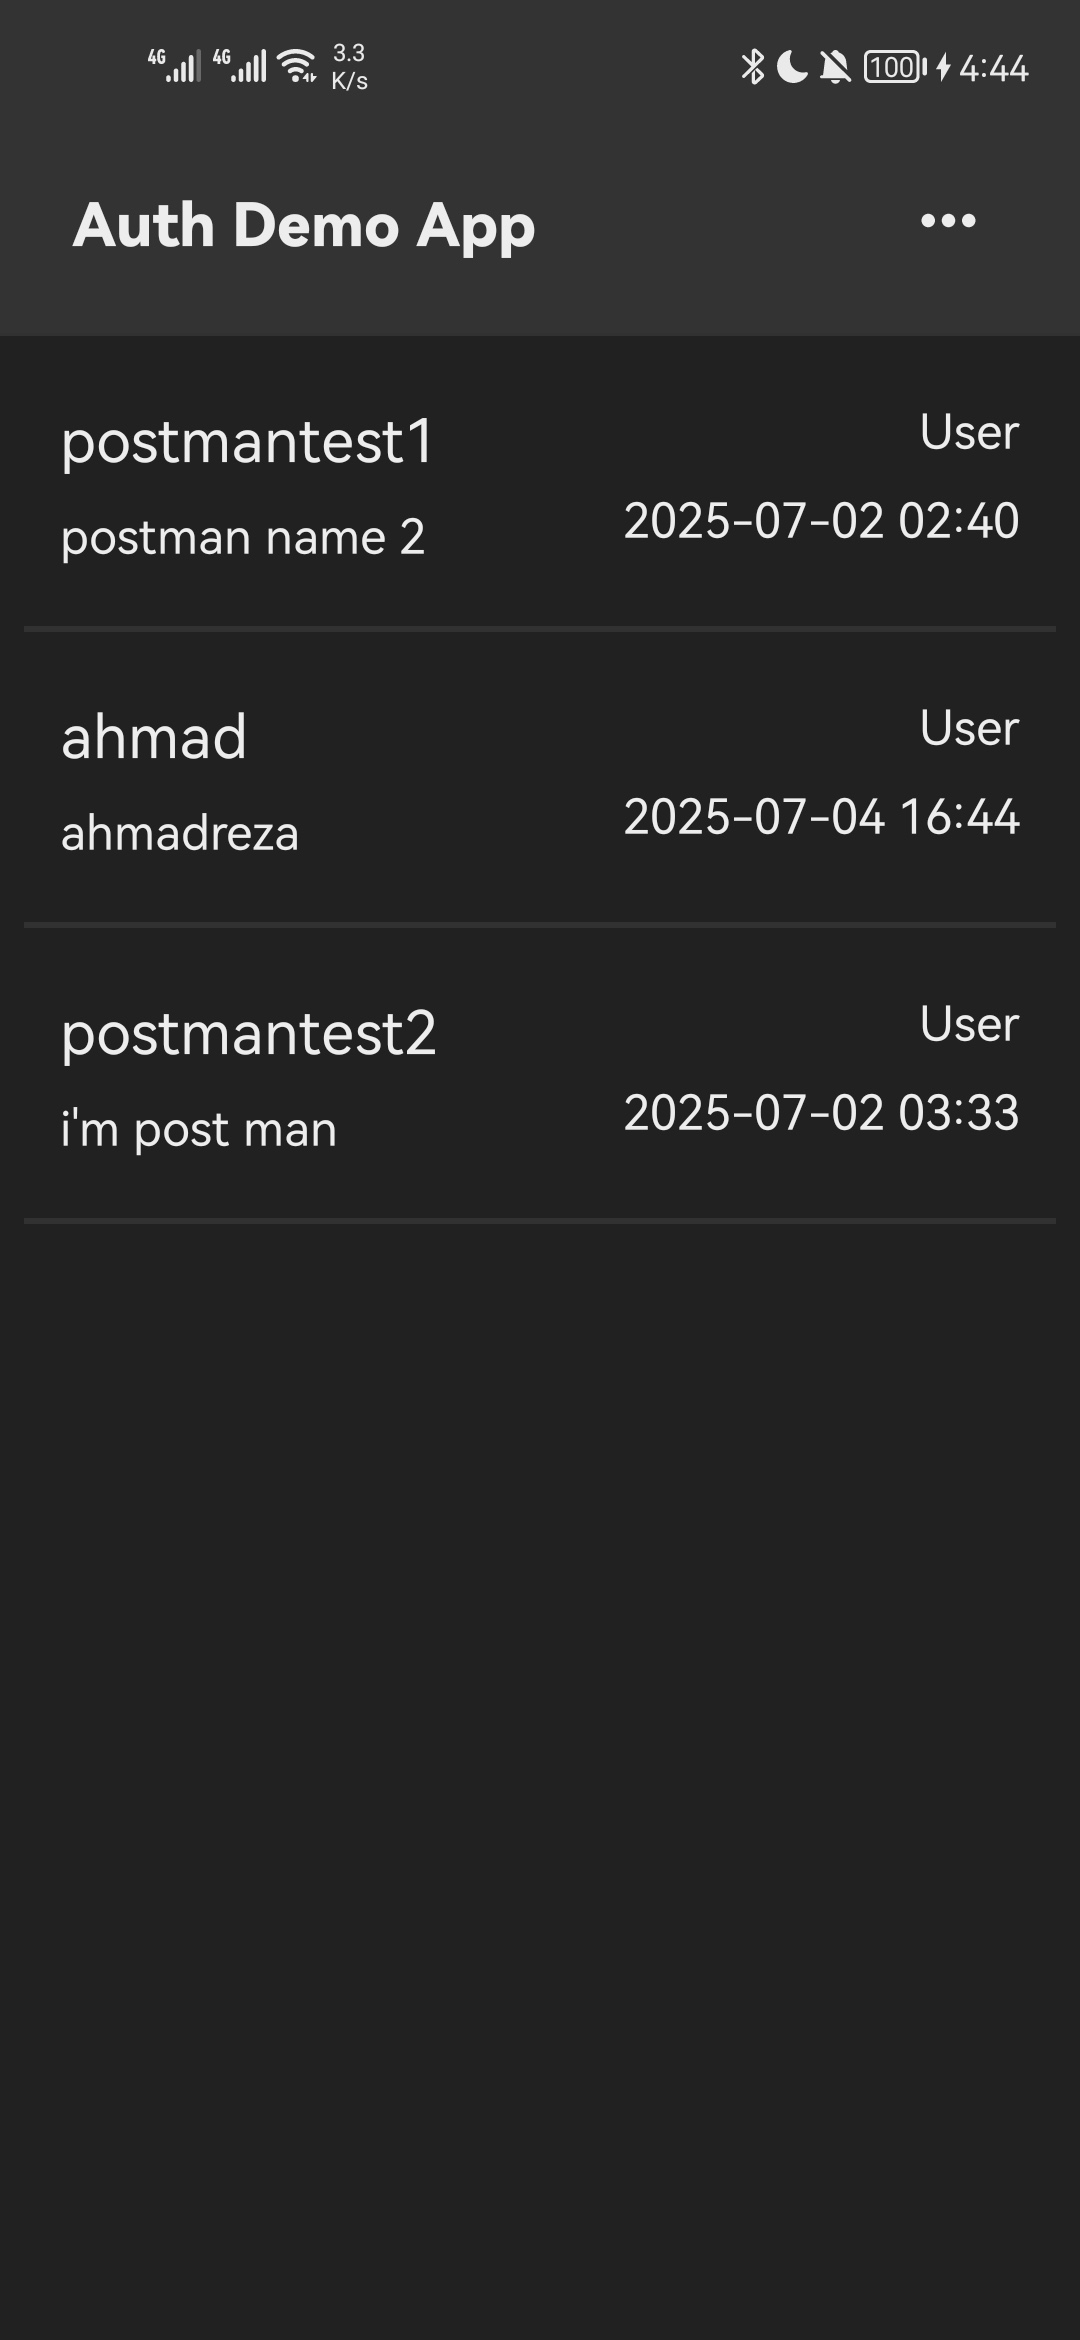 4G 4G 3.3 K/s 100 4:44
Auth Demo App
postmantest1 User
postman name 2 2025-07-02 02:40
ahmad User
ahmadreza 2025-07-04 16:44
postmantest2 User
i'm post man 2025-07-02 03:33